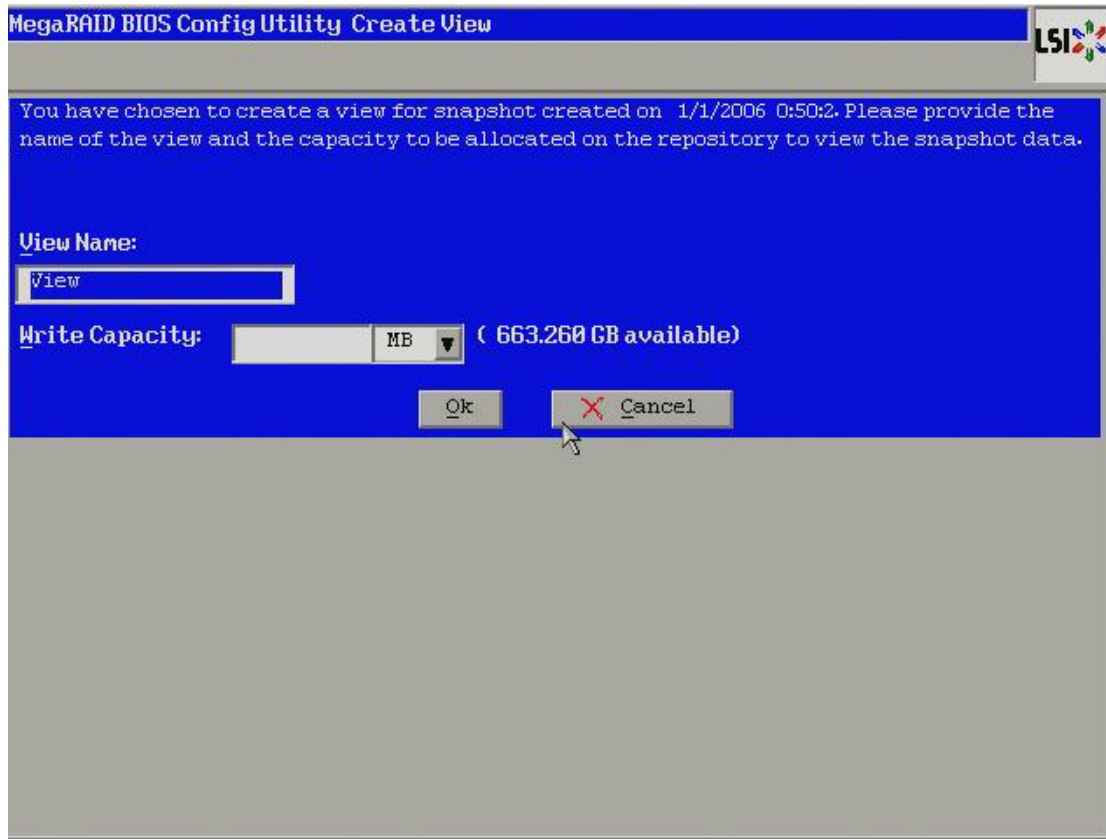 MegaRAID BIOS Config Utility Create View
LSI
You have chosen to create a view for snapshot created on 1/1/2006 0:50:2. Please provide the
name of the view and the capacity to be allocated on the repository to view the snapshot data.
View Name:
View
Write Capacity: MB ( 663.260 GB available)
Ok Cancel